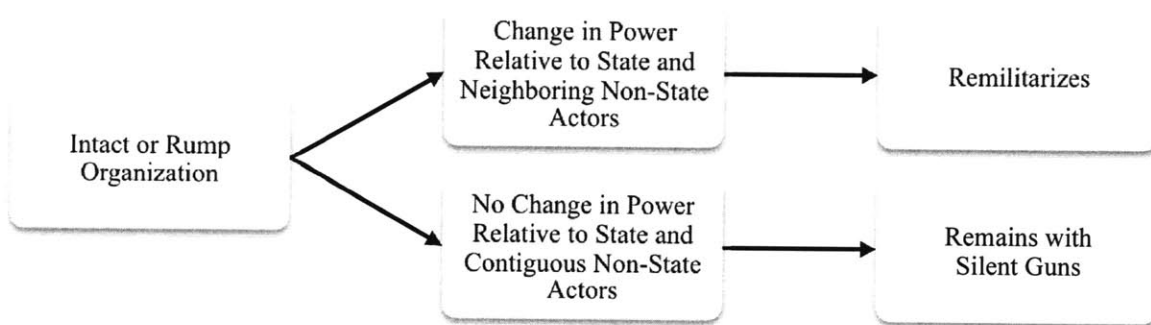 Change in Power
Relative to State and
Neighboring Non-State
Actors
Remilitarizes
Intact or Rump
Organization
No Change in Power
Relative to State and
Contiguous Non-State
Actors
Remains with
Silent Guns